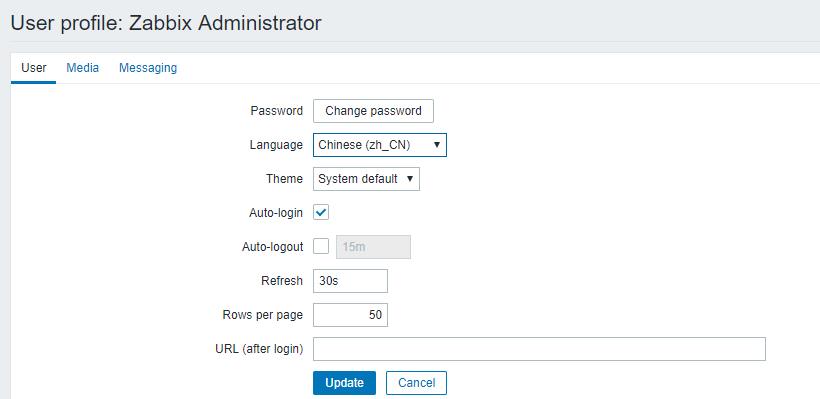 User profile: Zabbix Administrator
User Media Messaging
Password Change password
Language Chinese (zh_CN)
Theme System default
Auto-login
Auto-logout 15m
Refresh 30s
Rows per page 50
URL (after login)
Update Cancel